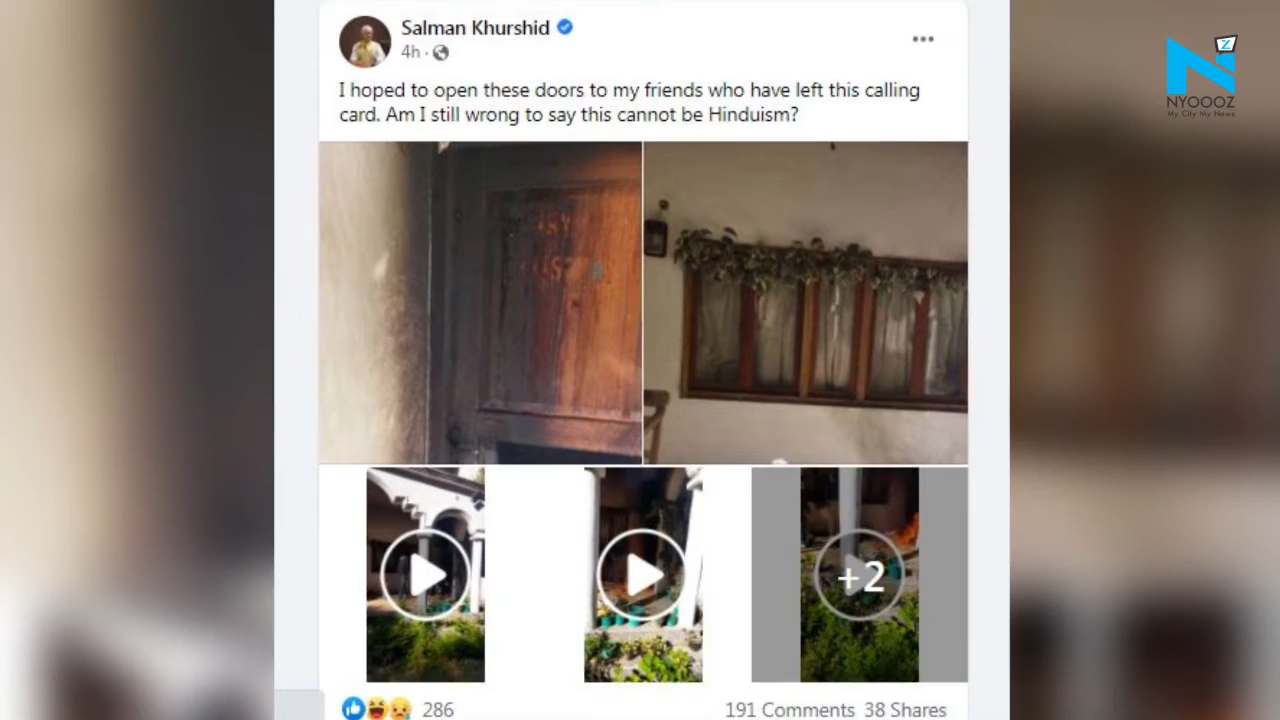 Salman Khurshid
4h
I hoped to open these doors to my friends who have left this calling
card. Am I still wrong to say this cannot be Hinduism?
+2
286
191 Comments 38 Shares
N
Z
NYOOOZ
My City My News